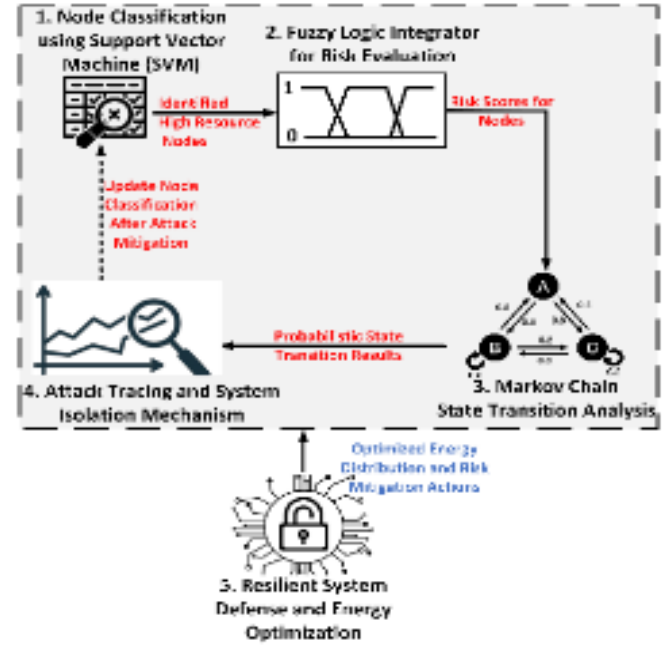 1. Node Classification
using Support Vector
Machine (SVM)
2. Fuzzy Logic Integrator
for Risk Evaluation
Identified
High Resource
Nodes
1
0
Risk Scores for
Nodes
Update Node
Classification
After Attack
Mitigation
A
B
C
Probabilistic State
Transition Results
4. Attack Tracing and System
Isolation Mechanism
3. Markov Chain
State Transition Analysis
Optimized Energy
Distribution and Risk
Mitigation Actions
5. Resilient System
Defense and Energy
Optimization